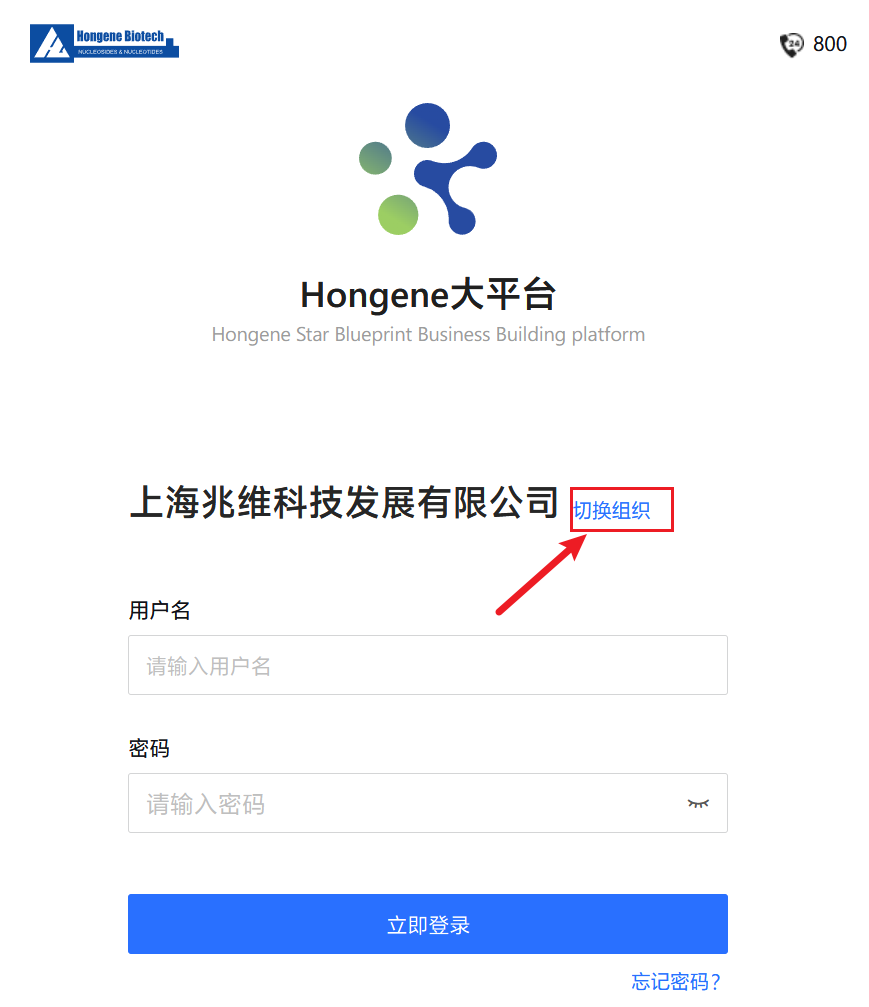 Hongene Biotech
NUCLEOSIDES & NUCLEOTIDES
24
800
Hongene大平台
Hongene Star Blueprint Business Building platform
上海兆维科技发展有限公司 切换组织
用户名
请输入用户名
密码
请输入密码
立即登录
忘记密码?